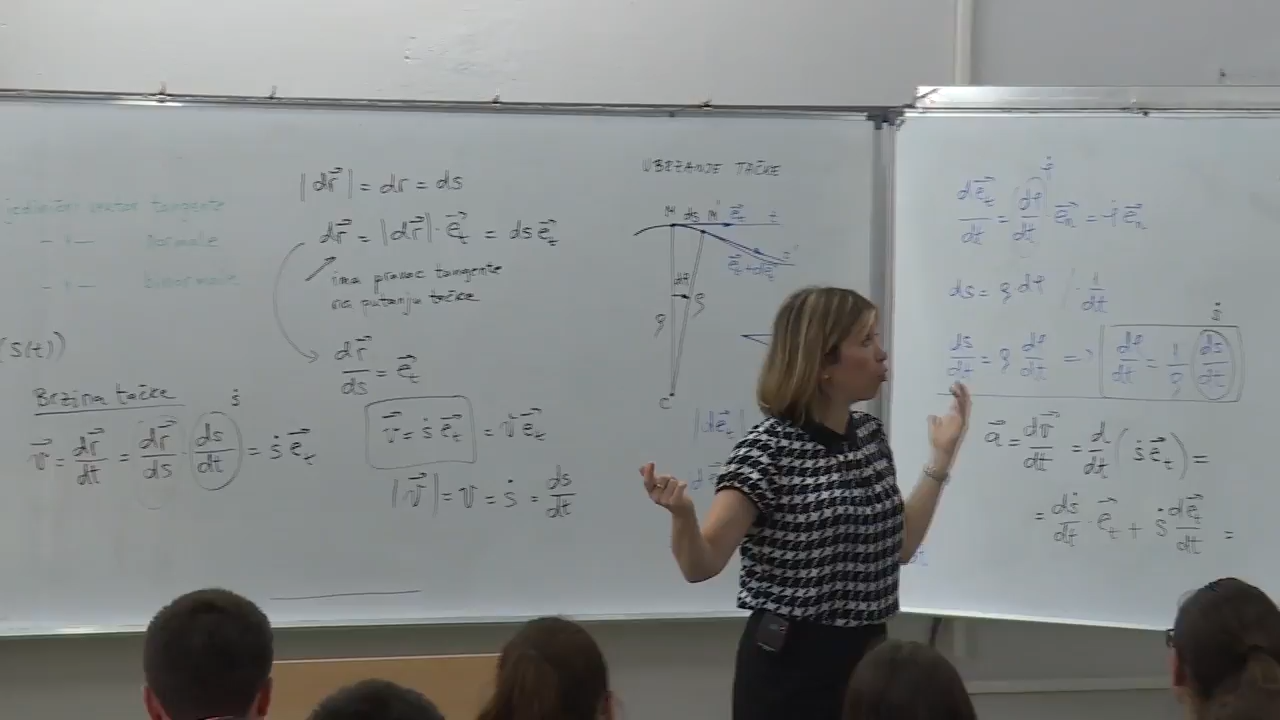 jedinični vektor tangente
— ıı — normale
— ıı — binormale
(s(t))
Brzina tačke
ṡ
v⃗ = dr⃗/dt = dr⃗/ds · ds/dt = ṡ e⃗t
|dr⃗| = dr = ds
dr⃗ = |dr⃗| · e⃗t = ds e⃗t
ima pravac tangente
na putanju tačke
dr⃗/ds = e⃗t
v⃗ = ṡ e⃗t = v e⃗t
|v⃗| = v = ṡ = ds/dt
UBRZANJE TAČKE
M ds M' e⃗t t
e⃗t + de⃗t t'
dφ
ρ ρ
C
|de⃗t|
de⃗t/dt = dφ/dt · e⃗n = φ̇ e⃗n
ds = ρ dφ / · 1/dt
ṡ
ds/dt = ρ dφ/dt => dφ/dt = 1/ρ ds/dt
a⃗ = dv⃗/dt = d/dt (ṡ e⃗t) =
= dṡ/dt · e⃗t + ṡ de⃗t/dt =